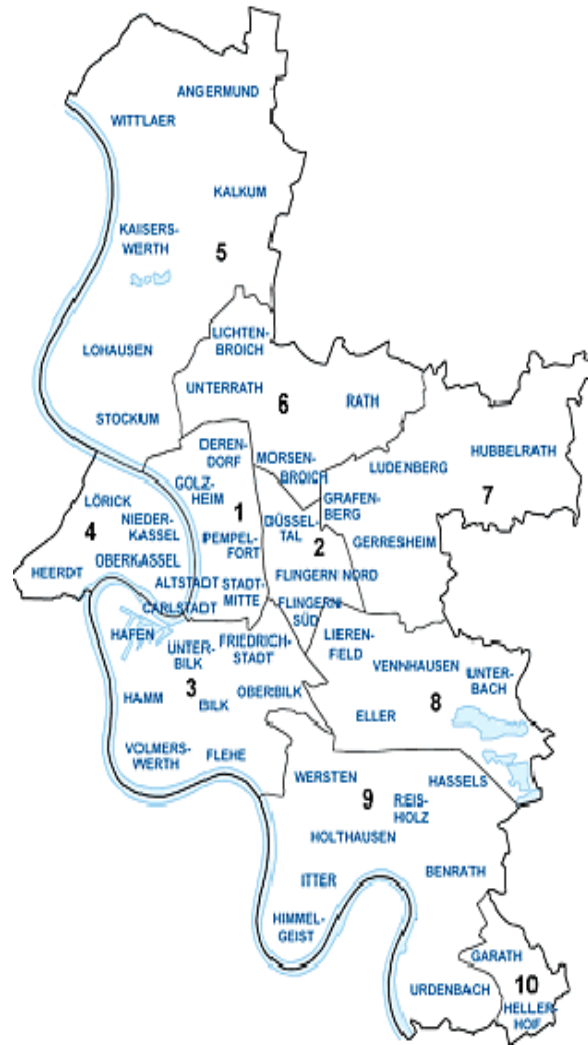 ANGERMUND
WITTLAER
KALKUM
KAISERS-
WERTH
5
LICHTEN-
BROICH
LOHAUSEN
UNTERRATH
6
RATH
STOCKUM
DEREN-
DORF
MORSEN-
BROICH
LUDENBERG
HUBBELRATH
7
GOLZ-
HEIM
1
GRAFEN-
BERG
LÖRICK
4
NIEDER-
KASSEL
DÜSSEL-
TAL
2
PEMPEL-
FORT
GERRESHEIM
OBERKASSEL
HEERDT
ALTSTADT
STADT-
MITTE
FLINGERN NORD
CARLSTADT
FLINGERN
SÜD
HAFEN
UNTER-
BILK
FRIEDRICH-
STADT
LIEREN-
FIELD
VENNHAUSEN
UNTER-
BACH
3
HAMM
BILK
OBERBILK
8
ELLER
VOLMERS-
WERTH
FLEHE
WERSTEN
HASSELS
9
REIS-
HOLZ
HOLTHAUSEN
ITTER
BENRATH
HIMMEL-
GEIST
GARATH
URDENBACH
10
HELLER-
HOF